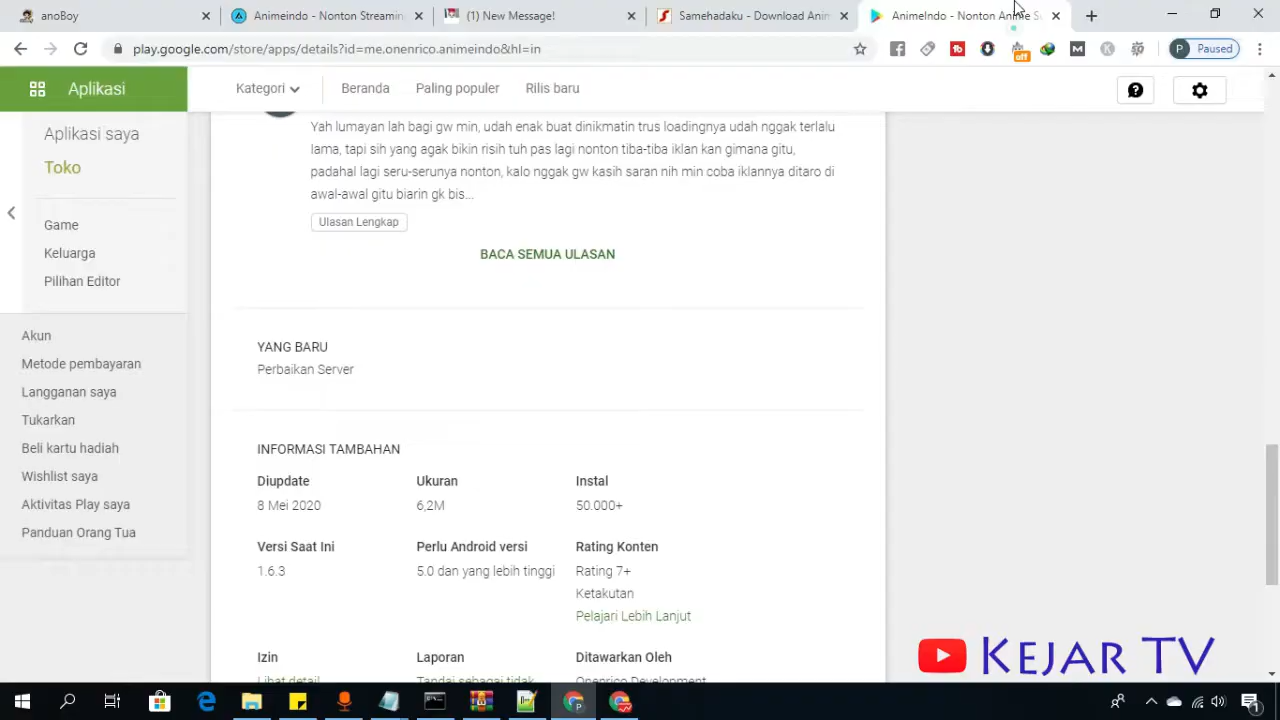 anoBoy
Animeindo - Nonton Streamin
(1) New Message!
Samehadaku - Download Anim
AnimeIndo - Nonton Anime S
play.google.com/store/apps/details?id=me.onenrico.animeindo&hl=in
off
P Paused
Aplikasi
Kategori
Beranda
Paling populer
Rilis baru
Aplikasi saya
Toko
Game
Keluarga
Pilihan Editor
Akun
Metode pembayaran
Langganan saya
Tukarkan
Beli kartu hadiah
Wishlist saya
Aktivitas Play saya
Panduan Orang Tua
Yah lumayan lah bagi gw min, udah enak buat dinikmatin trus loadingnya udah nggak terlalu
lama, tapi sih yang agak bikin risih tuh pas lagi nonton tiba-tiba iklan kan gimana gitu,
padahal lagi seru-serunya nonton, kalo nggak gw kasih saran nih min coba iklannya ditaro di
awal-awal gitu biarin gk bis...
Ulasan Lengkap
BACA SEMUA ULASAN
YANG BARU
Perbaikan Server
INFORMASI TAMBAHAN
Diupdate
8 Mei 2020
Ukuran
6,2M
Instal
50.000+
Versi Saat Ini
1.6.3
Perlu Android versi
5.0 dan yang lebih tinggi
Rating Konten
Rating 7+
Ketakutan
Pelajari Lebih Lanjut
Izin
Lihat detail
Laporan
Tandai sebagai tidak
Ditawarkan Oleh
Onenrico Development
KEJAR TV